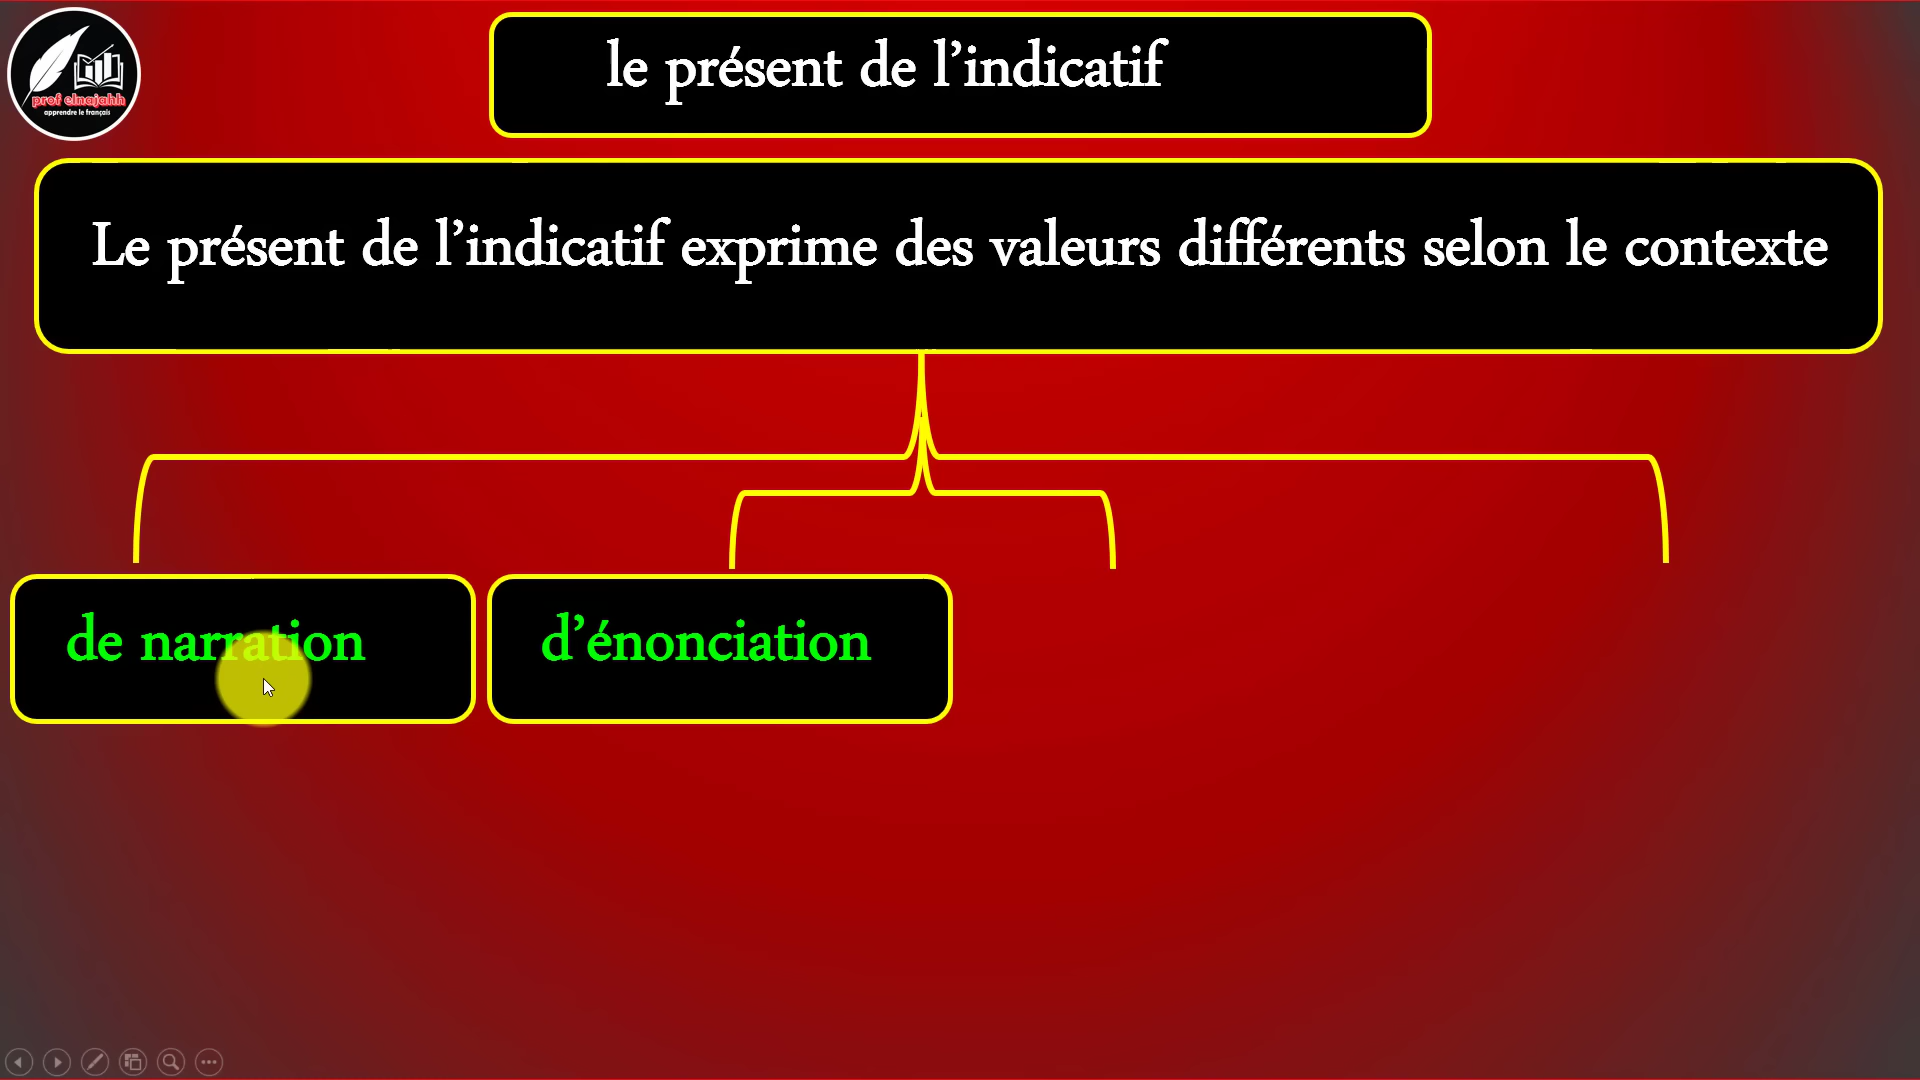 prof elnajahh
apprendre le français
le présent de l’indicatif
Le présent de l’indicatif exprime des valeurs différents selon le contexte
de narration
d’énonciation